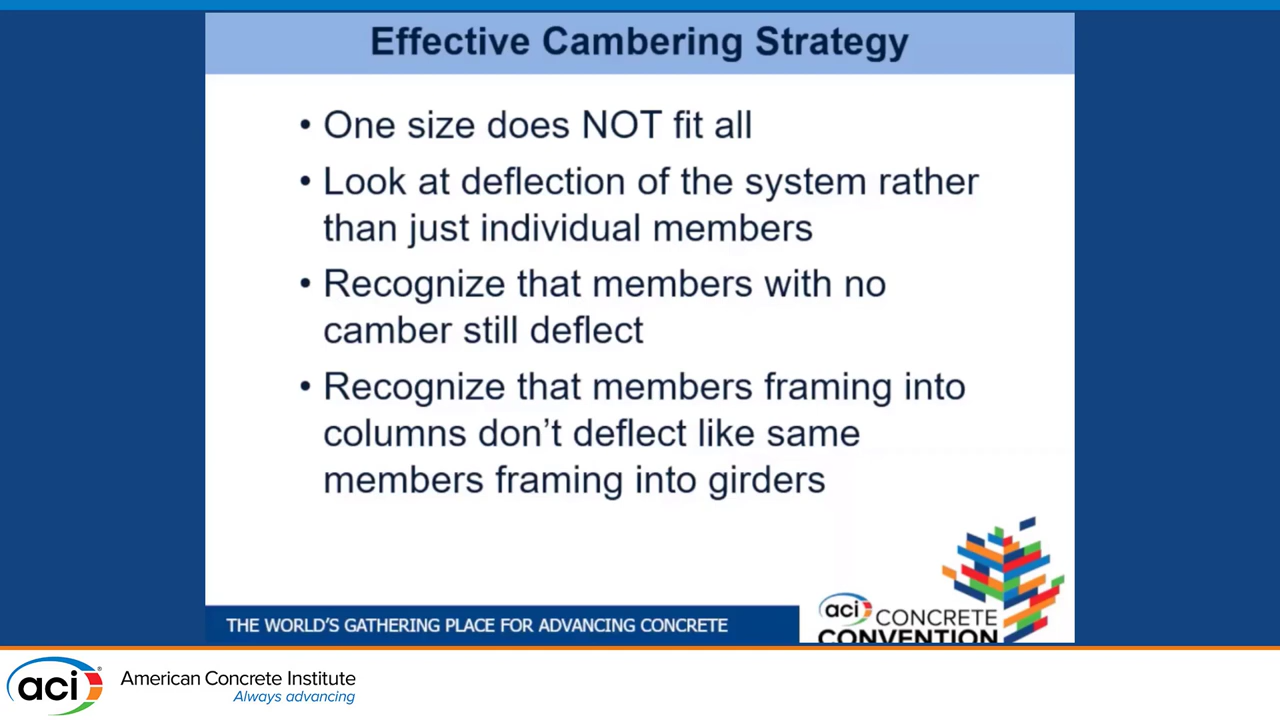 Effective Cambering Strategy
• One size does NOT fit all
• Look at deflection of the system rather
than just individual members
• Recognize that members with no
camber still deflect
• Recognize that members framing into
columns don't deflect like same
members framing into girders
THE WORLD'S GATHERING PLACE FOR ADVANCING CONCRETE
aci CONCRETE
CONVENTION
aci® American Concrete Institute
Always advancing